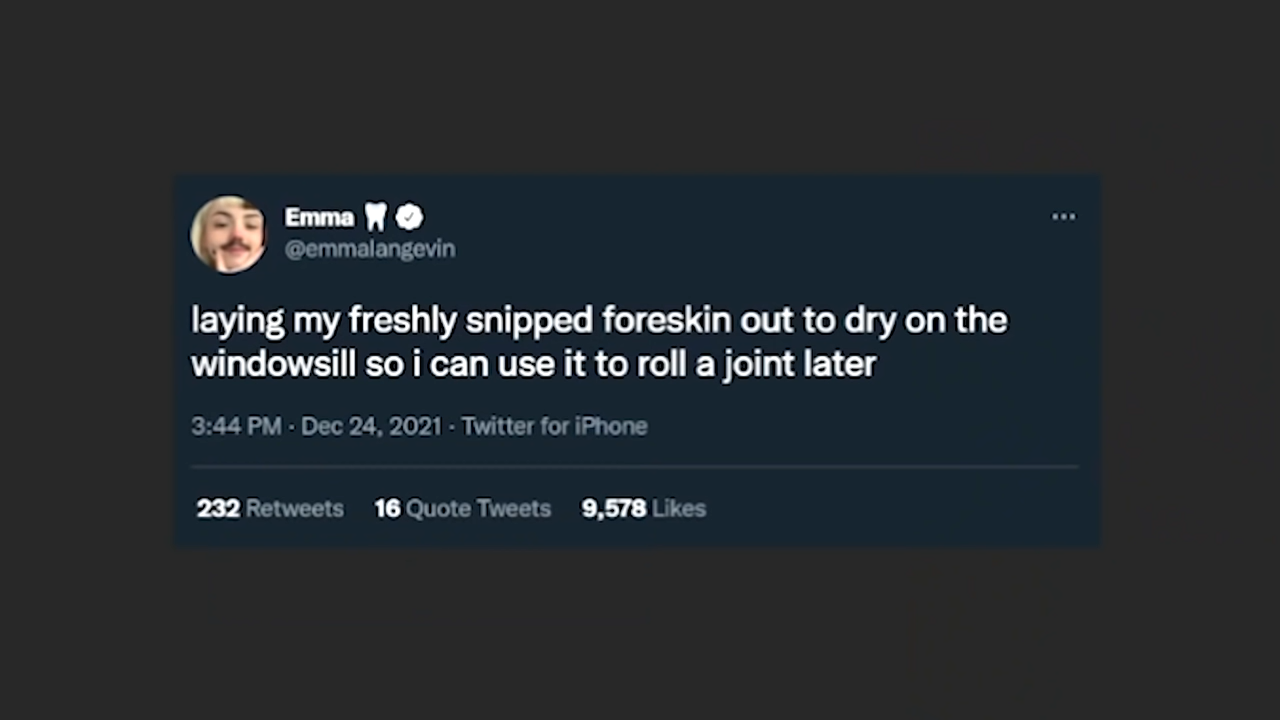 Emma 🦷
@emmalangevin
laying my freshly snipped foreskin out to dry on the
windowsill so i can use it to roll a joint later
3:44 PM · Dec 24, 2021 · Twitter for iPhone
232 Retweets 16 Quote Tweets 9,578 Likes